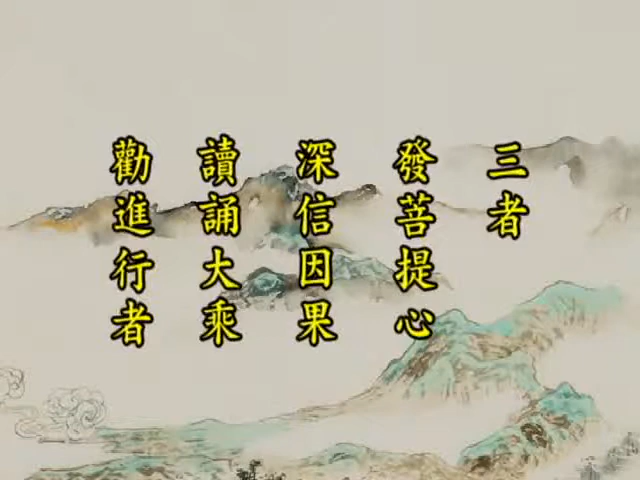 三者
發菩提心
深信因果
讀誦大乘
勸進行者